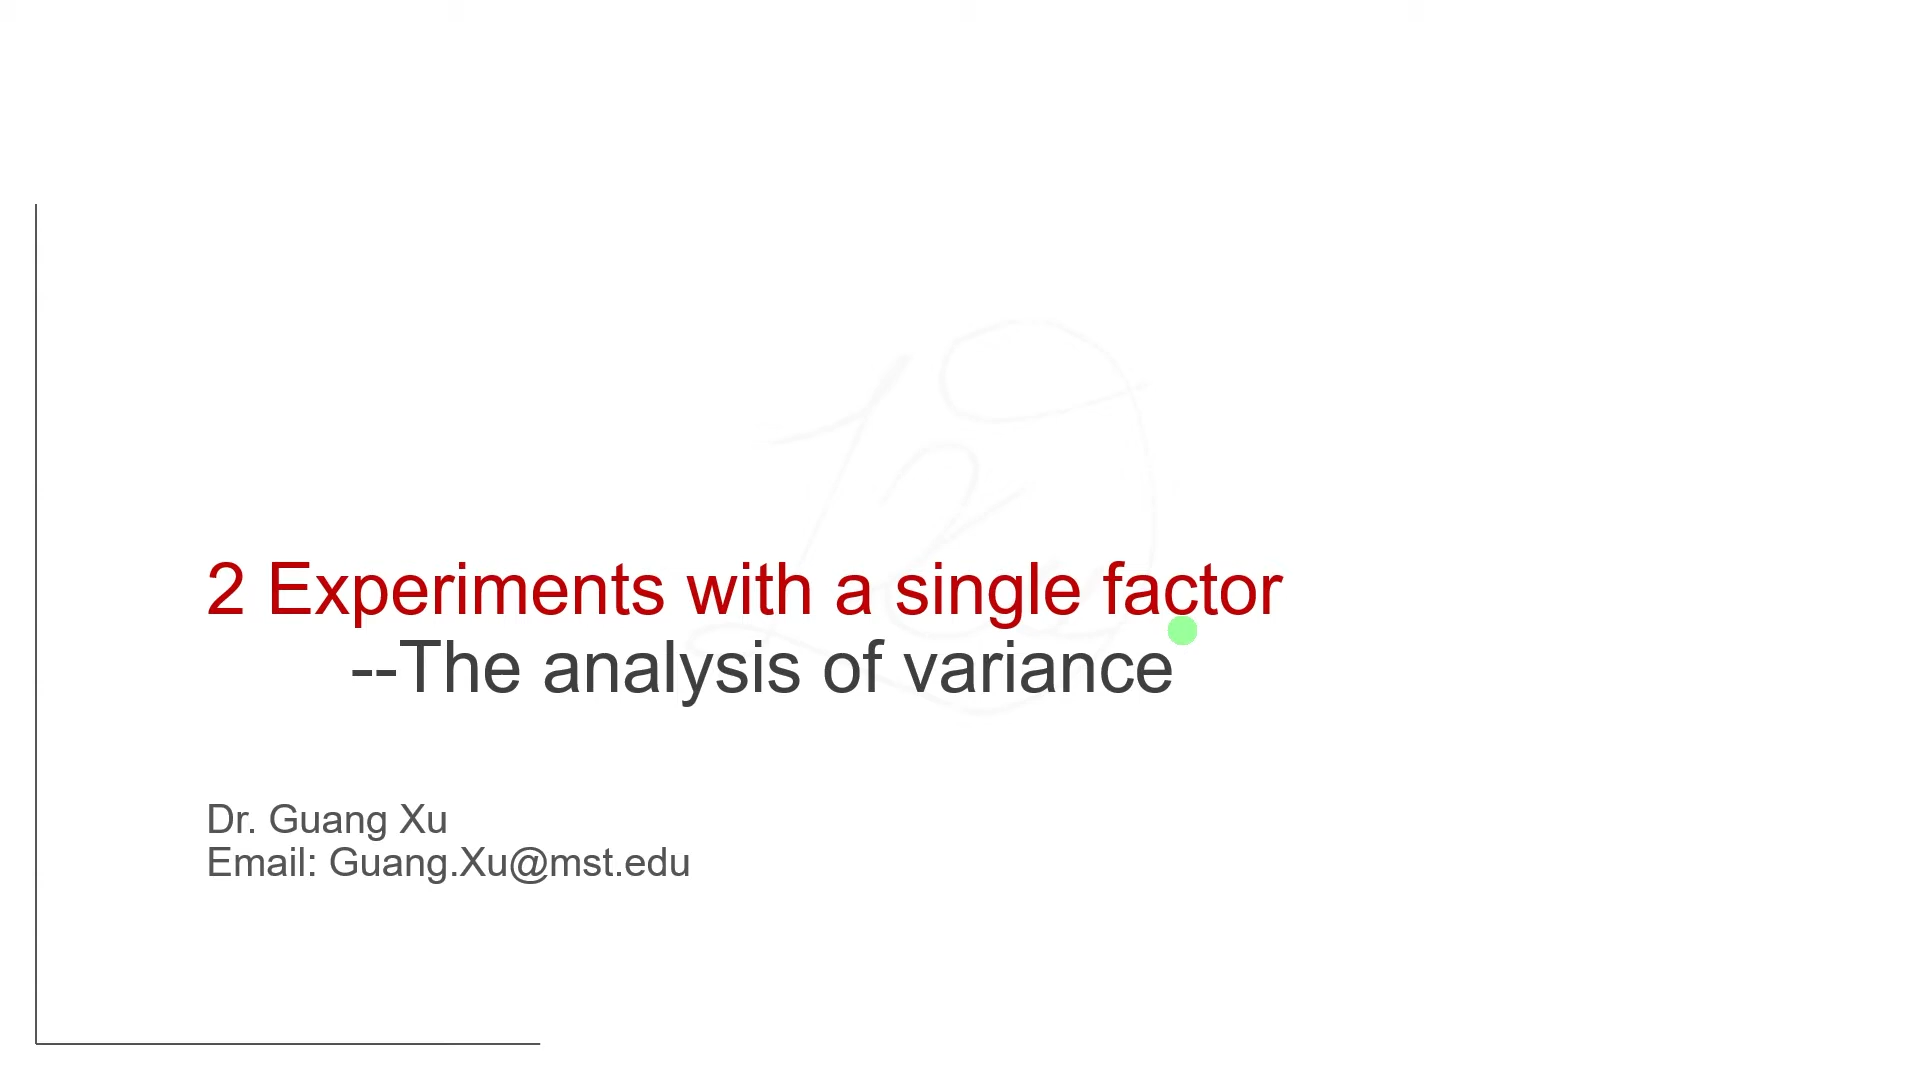 2 Experiments with a single factor
--The analysis of variance
Dr. Guang Xu
Email: Guang.Xu@mst.edu